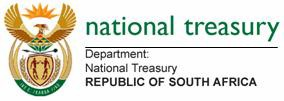 national treasury
Department:
National Treasury
REPUBLIC OF SOUTH AFRICA